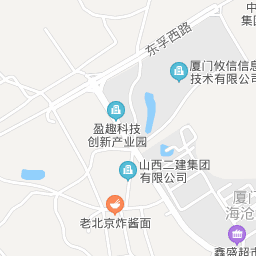 中
集团
东孚西路
厦门攸信信息
技术有限公司
盈趣科技
创新产业园
山西二建集团
有限公司
厦门
海沧
老北京炸酱面
鑫盛超市